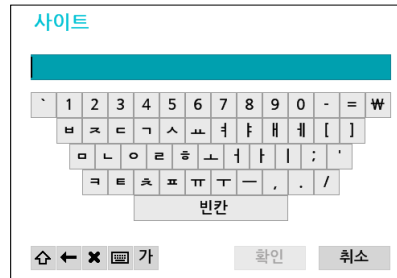 사이트
` 1 2 3 4 5 6 7 8 9 0 - = ₩
ㅂ ㅈ ㄷ ㄱ ㅅ ㅛ ㅕ ㅑ ㅐ ㅔ [ ]
ㅁ ㄴ ㅇ ㄹ ㅎ ㅗ ㅓ ㅏ ㅣ ; '
ㅋ ㅌ ㅊ ㅍ ㅠ ㅜ ㅡ , . /
빈칸
가 확인 취소